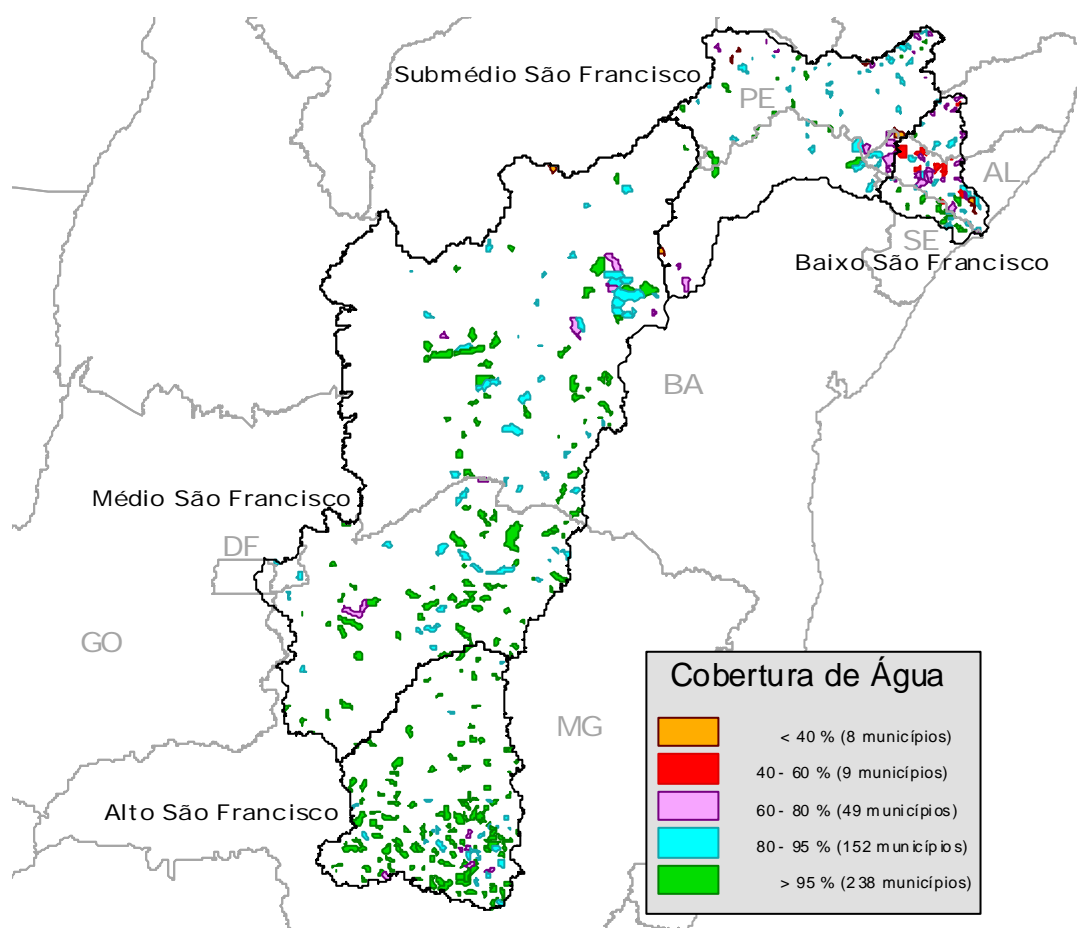 Submédio São Francisco
PE
AL
SE
Baixo São Francisco
BA
Médio São Francisco
DF
GO
MG
Alto São Francisco
Cobertura de Água
< 40 % (8 municípios)
40 - 60 % (9 municípios)
60 - 80 % (49 municípios)
80 - 95 % (152 municípios)
> 95 % (238 municípios)